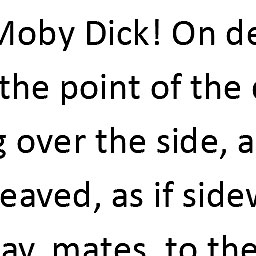 Moby Dick! On de
the point of the
g over the side, a
eaved, as if sidew
ay, mates, to the